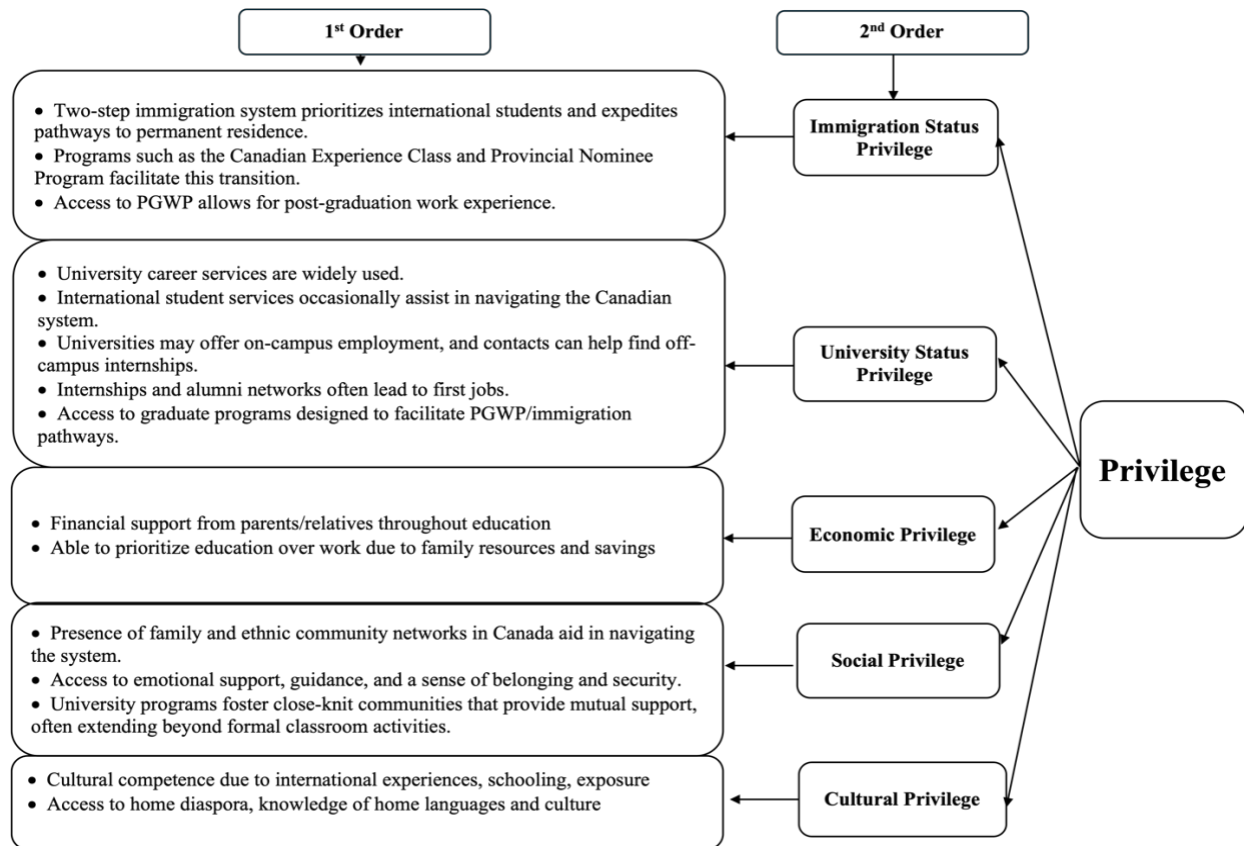 1st Order
2nd Order
• Two-step immigration system prioritizes international students and expedites
pathways to permanent residence.
• Programs such as the Canadian Experience Class and Provincial Nominee
Program facilitate this transition.
• Access to PGWP allows for post-graduation work experience.
Immigration Status
Privilege
• University career services are widely used.
• International student services occasionally assist in navigating the Canadian
system.
• Universities may offer on-campus employment, and contacts can help find off-
campus internships.
• Internships and alumni networks often lead to first jobs.
• Access to graduate programs designed to facilitate PGWP/immigration
pathways.
University Status
Privilege
Privilege
• Financial support from parents/relatives throughout education
• Able to prioritize education over work due to family resources and savings
Economic Privilege
• Presence of family and ethnic community networks in Canada aid in navigating
the system.
• Access to emotional support, guidance, and a sense of belonging and security.
• University programs foster close-knit communities that provide mutual support,
often extending beyond formal classroom activities.
Social Privilege
• Cultural competence due to international experiences, schooling, exposure
• Access to home diaspora, knowledge of home languages and culture
Cultural Privilege